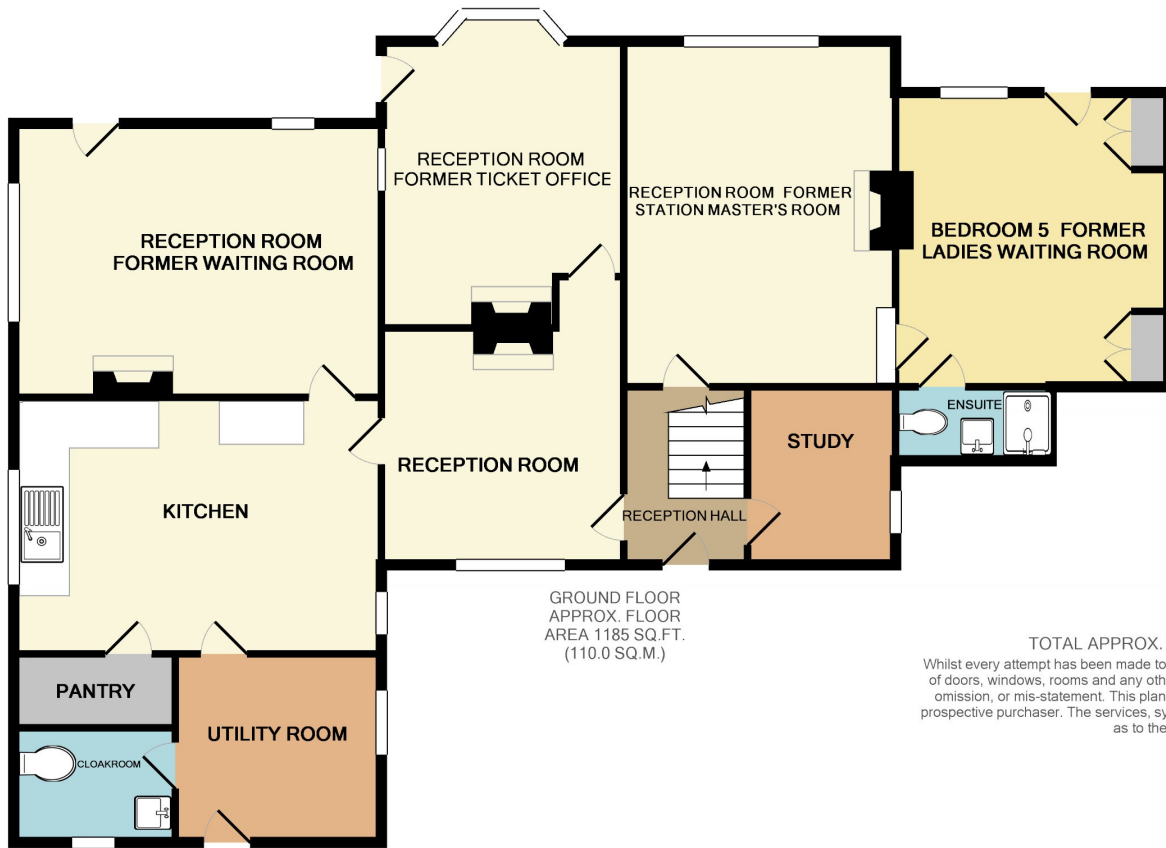 RECEPTION ROOM
FORMER TICKET OFFICE
RECEPTION ROOM FORMER
STATION MASTER'S ROOM
BEDROOM 5 FORMER
LADIES WAITING ROOM
RECEPTION ROOM
FORMER WAITING ROOM
ENSUITE
STUDY
RECEPTION ROOM
KITCHEN
RECEPTION HALL
GROUND FLOOR
APPROX. FLOOR
AREA 1185 SQ.FT.
(110.0 SQ.M.)
PANTRY
UTILITY ROOM
CLOAKROOM
TOTAL APPROX.
Whilst every attempt has been made to
of doors, windows, rooms and any oth
omission, or mis-statement. This plan
prospective purchaser. The services, sy
as to the